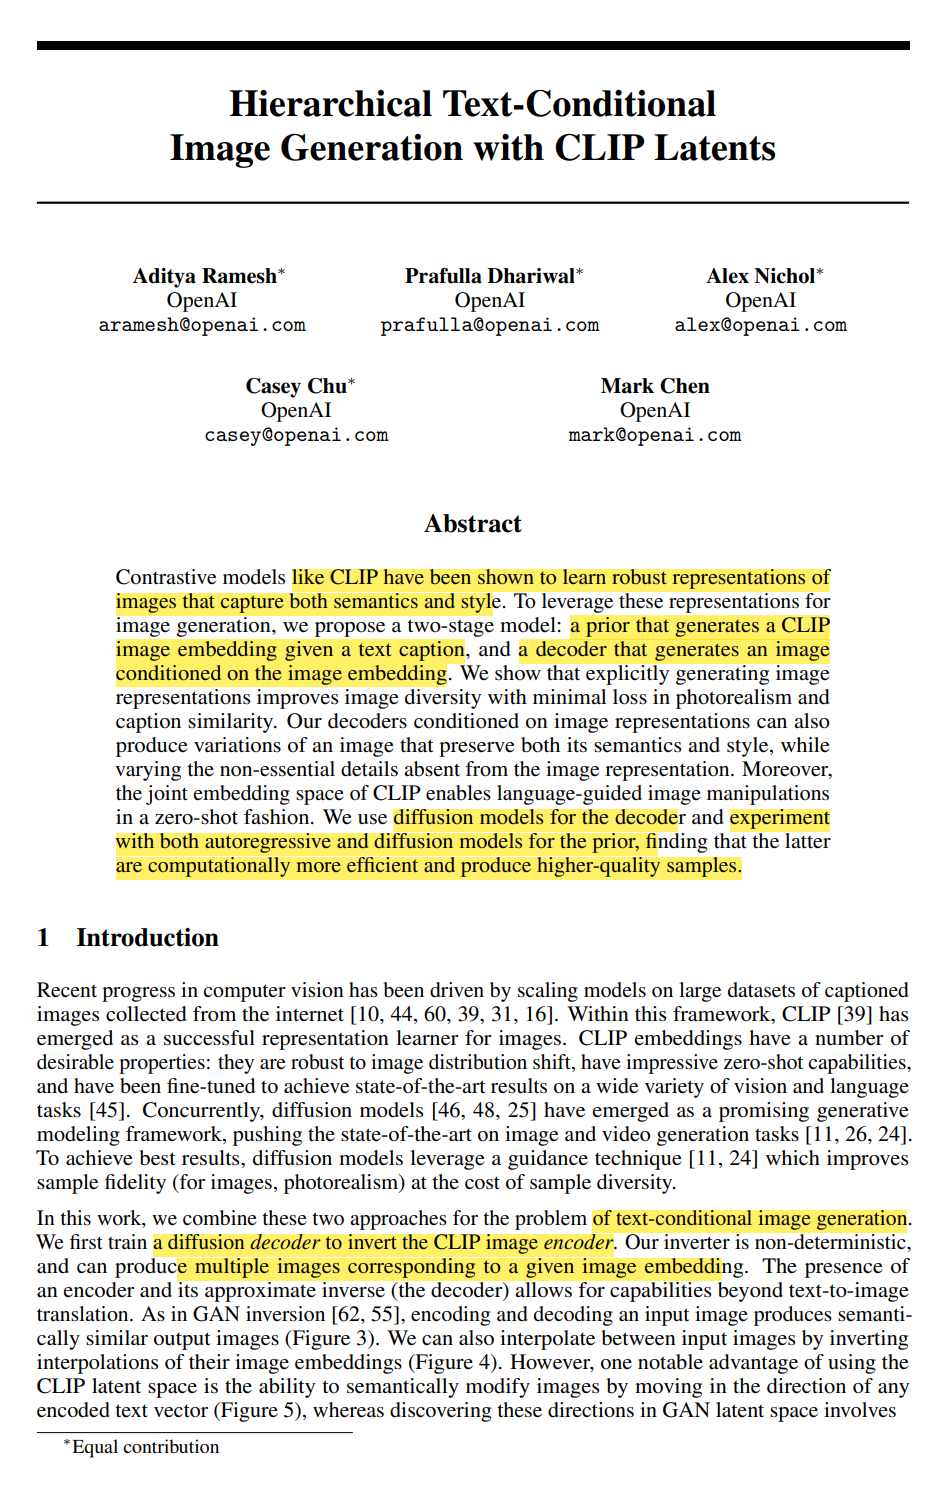 Hierarchical Text-Conditional
Image Generation with CLIP Latents
Aditya Ramesh* Prafulla Dhariwal* Alex Nichol*
OpenAI OpenAI OpenAI
aramesh@openai.com prafulla@openai.com alex@openai.com
Casey Chu* Mark Chen
OpenAI OpenAI
casey@openai.com mark@openai.com
Abstract
Contrastive models like CLIP have been shown to learn robust representations of
images that capture both semantics and style. To leverage these representations for
image generation, we propose a two-stage model: a prior that generates a CLIP
image embedding given a text caption, and a decoder that generates an image
conditioned on the image embedding. We show that explicitly generating image
representations improves image diversity with minimal loss in photorealism and
caption similarity. Our decoders conditioned on image representations can also
produce variations of an image that preserve both its semantics and style, while
varying the non-essential details absent from the image representation. Moreover,
the joint embedding space of CLIP enables language-guided image manipulations
in a zero-shot fashion. We use diffusion models for the decoder and experiment
with both autoregressive and diffusion models for the prior, finding that the latter
are computationally more efficient and produce higher-quality samples.
1 Introduction
Recent progress in computer vision has been driven by scaling models on large datasets of captioned
images collected from the internet [10, 44, 60, 39, 31, 16]. Within this framework, CLIP [39] has
emerged as a successful representation learner for images. CLIP embeddings have a number of
desirable properties: they are robust to image distribution shift, have impressive zero-shot capabilities,
and have been fine-tuned to achieve state-of-the-art results on a wide variety of vision and language
tasks [45]. Concurrently, diffusion models [46, 48, 25] have emerged as a promising generative
modeling framework, pushing the state-of-the-art on image and video generation tasks [11, 26, 24].
To achieve best results, diffusion models leverage a guidance technique [11, 24] which improves
sample fidelity (for images, photorealism) at the cost of sample diversity.
In this work, we combine these two approaches for the problem of text-conditional image generation.
We first train a diffusion decoder to invert the CLIP image encoder. Our inverter is non-deterministic,
and can produce multiple images corresponding to a given image embedding. The presence of
an encoder and its approximate inverse (the decoder) allows for capabilities beyond text-to-image
translation. As in GAN inversion [62, 55], encoding and decoding an input image produces semanti-
cally similar output images (Figure 3). We can also interpolate between input images by inverting
interpolations of their image embeddings (Figure 4). However, one notable advantage of using the
CLIP latent space is the ability to semantically modify images by moving in the direction of any
encoded text vector (Figure 5), whereas discovering these directions in GAN latent space involves
*Equal contribution